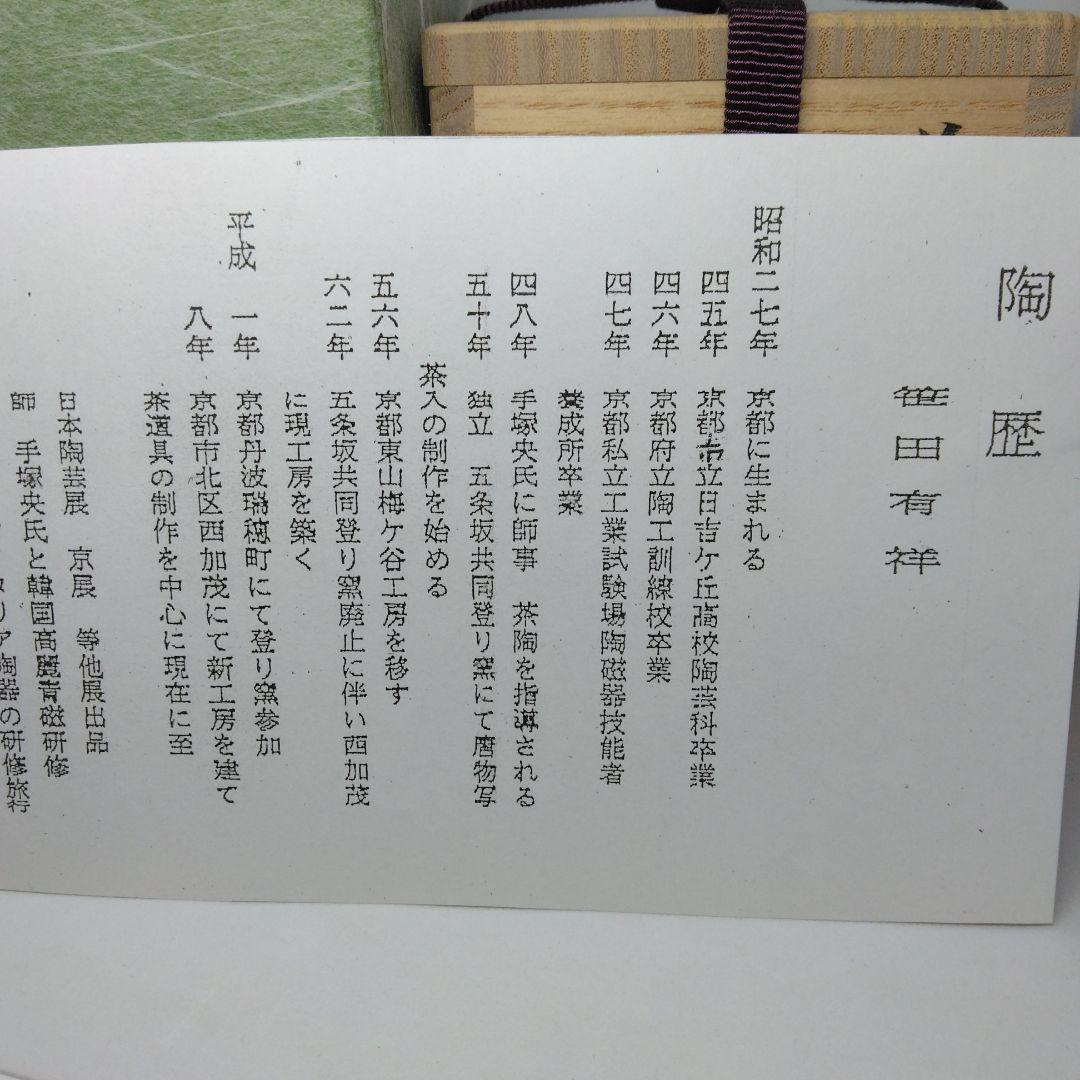 陶歴
笹田有祥
昭和二七年 京都に生まれる
四五年 京都市立日吉ケ丘高校陶芸科卒業
四六年 京都府立陶工訓練校卒業
四七年 京都私立工業試験場陶磁器技能者
養成所卒業
四八年 手塚央氏に師事 茶陶を指導される
五十年 独立 五条坂共同登り窯にて唐物写
茶入の制作を始める
五六年 京都東山梅ケ谷工房を移す
六二年 五条坂共同登り窯廃止に伴い西加茂
に現工房を築く
平成 一年 京都丹波瑞穂町にて登り窯参加
八年 京都市北区西加茂にて新工房を建て
茶道具の制作を中心に現在に至
日本陶芸展 京展 等他展出品
師 手塚央氏と韓国高麗青磁研修
リア陶器の研修旅行